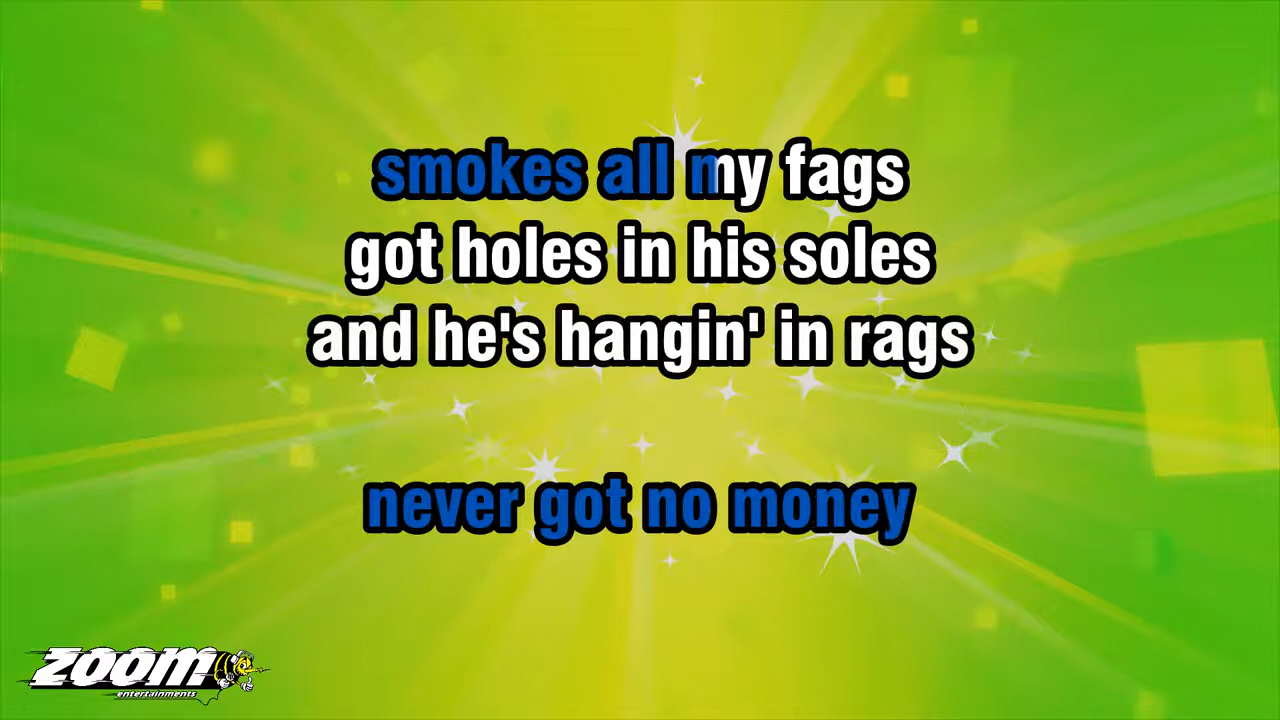 smokes all my fags
got holes in his soles
and he's hangin' in rags
never got no money
ZOOM
entertainments